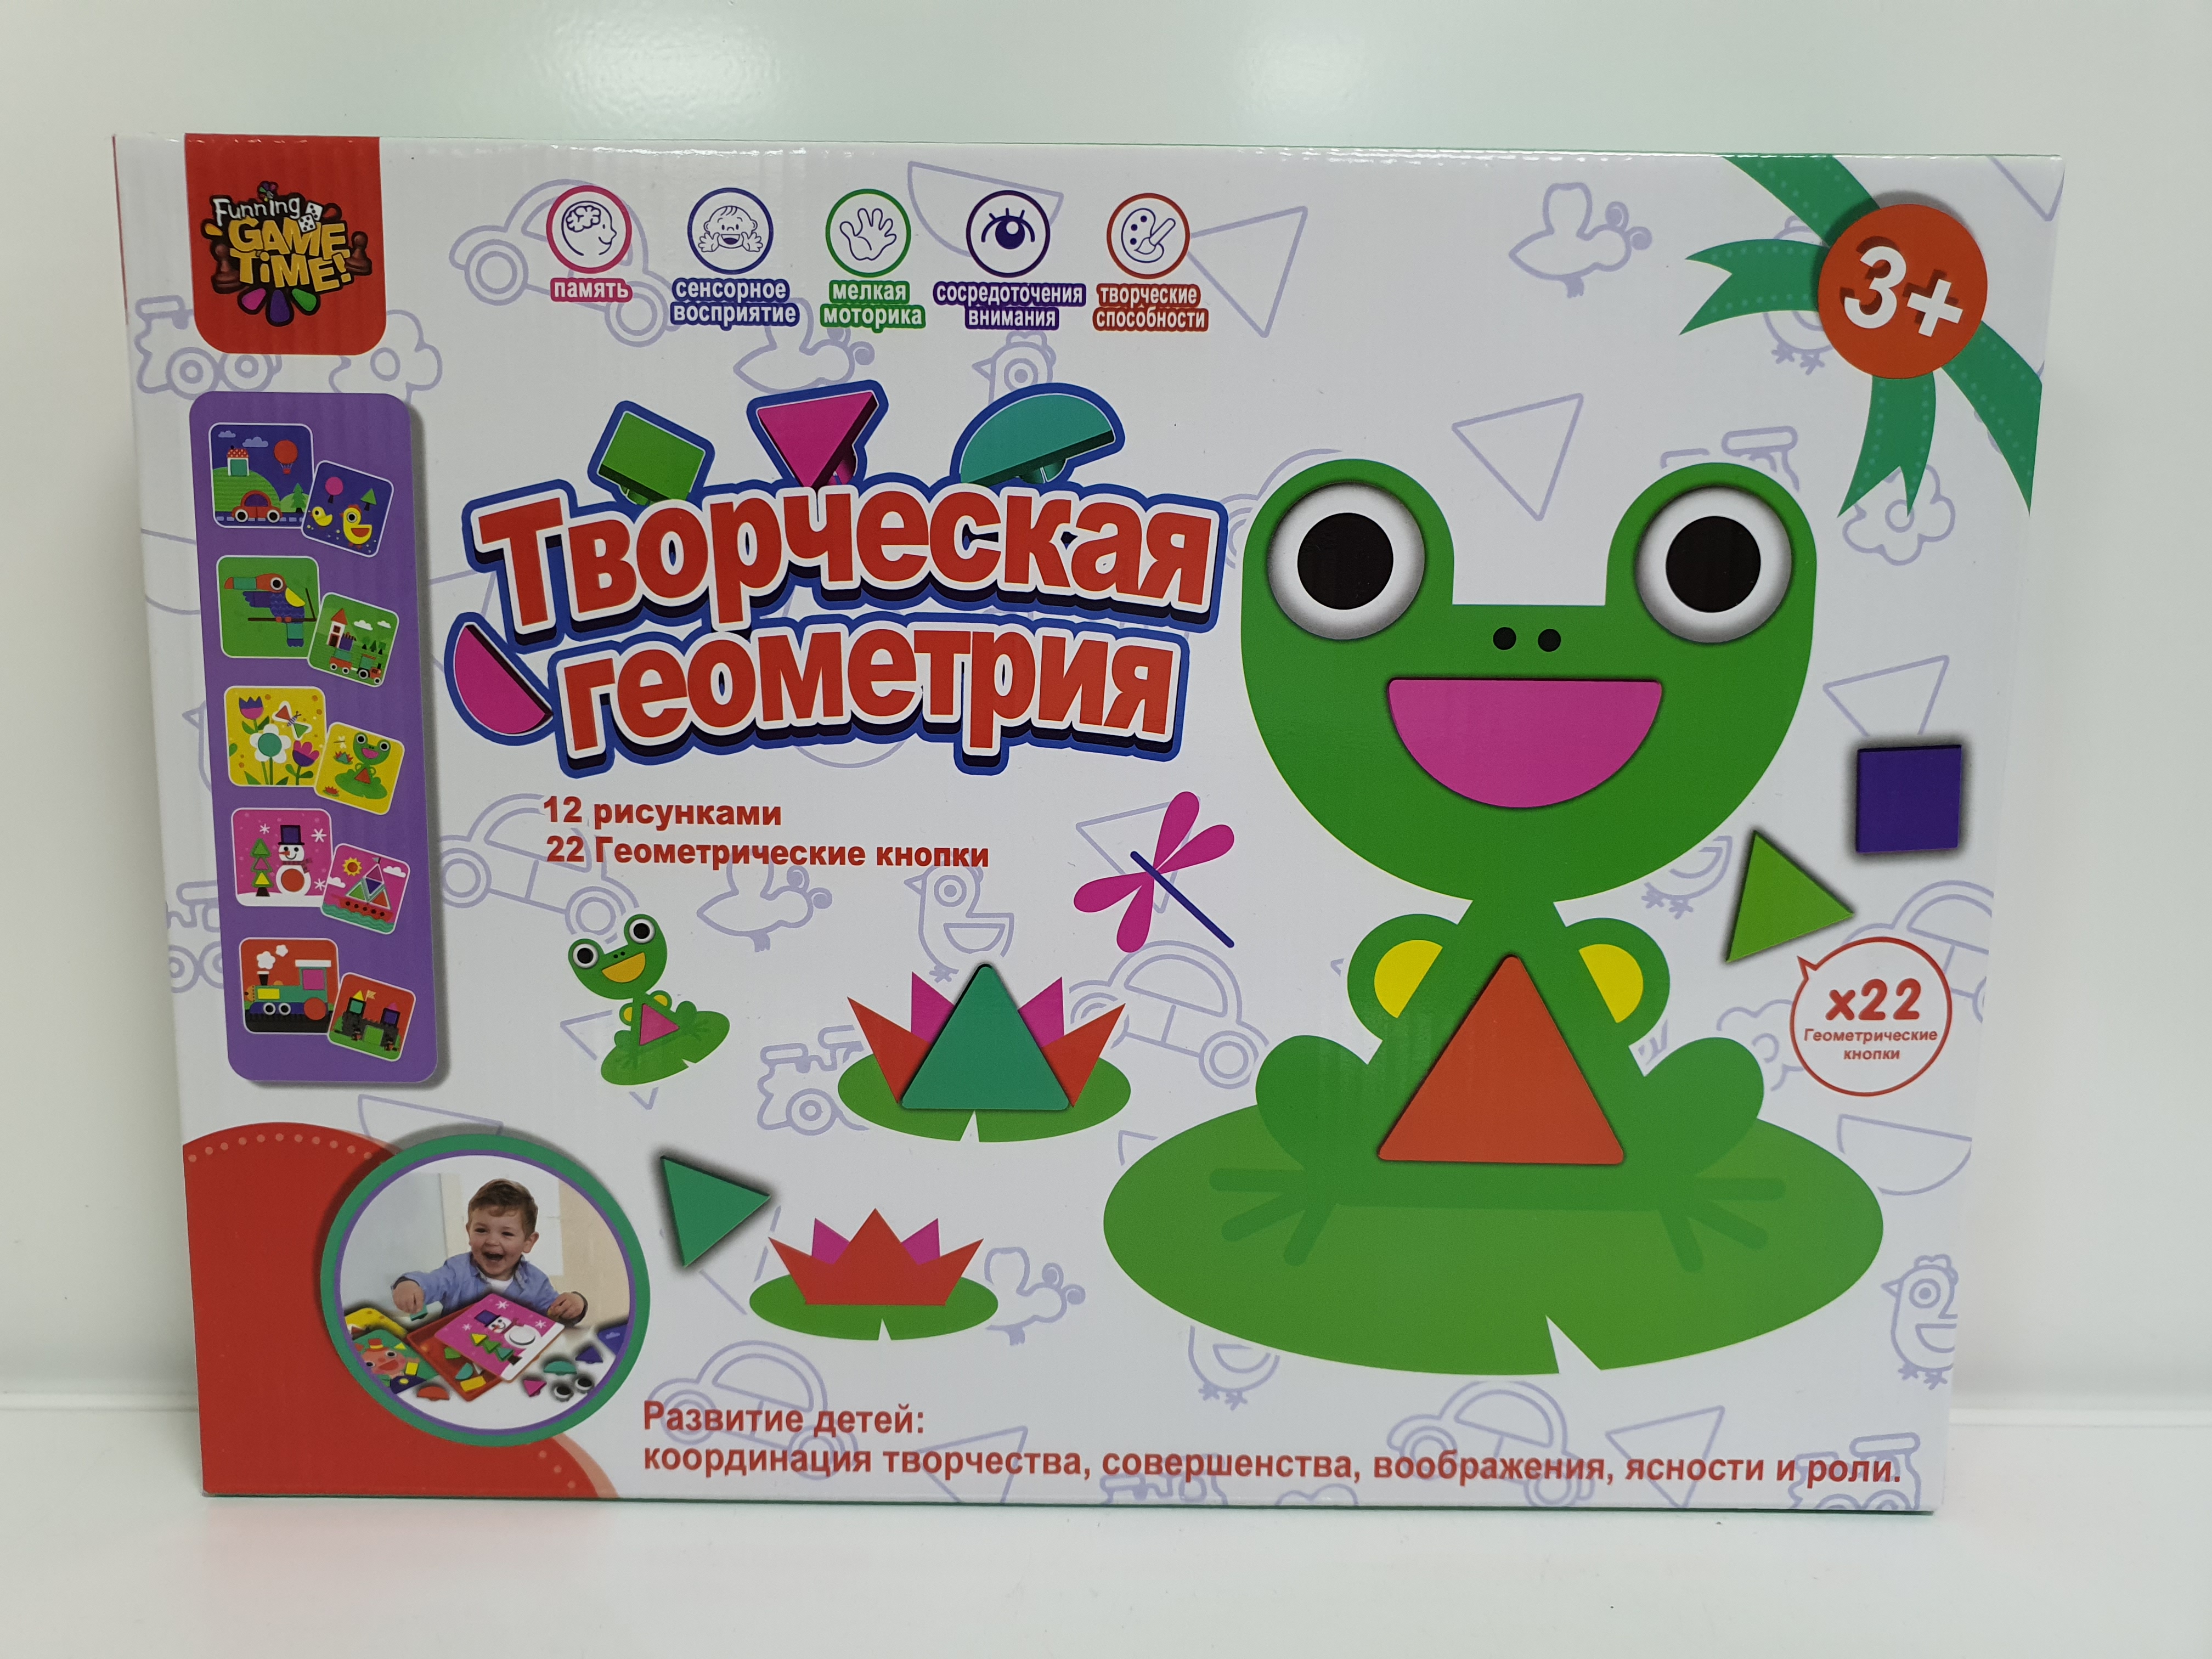 Funning
GAME
TIME!
память
сенсорное
восприятие
мелкая
моторика
сосредоточения
внимания
творческие
способности
3+
Творческая
геометрия
12 рисунками
22 Геометрические кнопки
x22
Геометрические
кнопки
Развитие детей:
координация творчества, совершенства, воображения, ясности и роли.